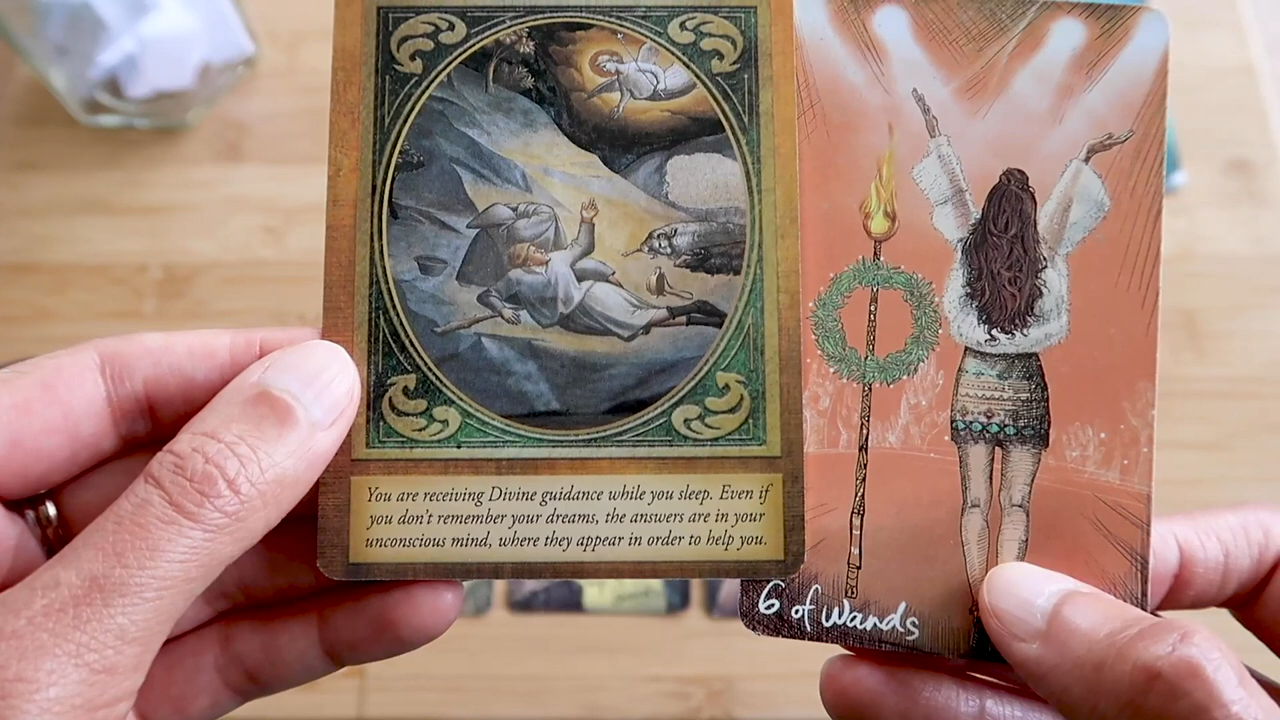 You are receiving Divine guidance while you sleep. Even if
you don't remember your dreams, the answers are in your
unconscious mind, where they appear in order to help you.
6 of Wands